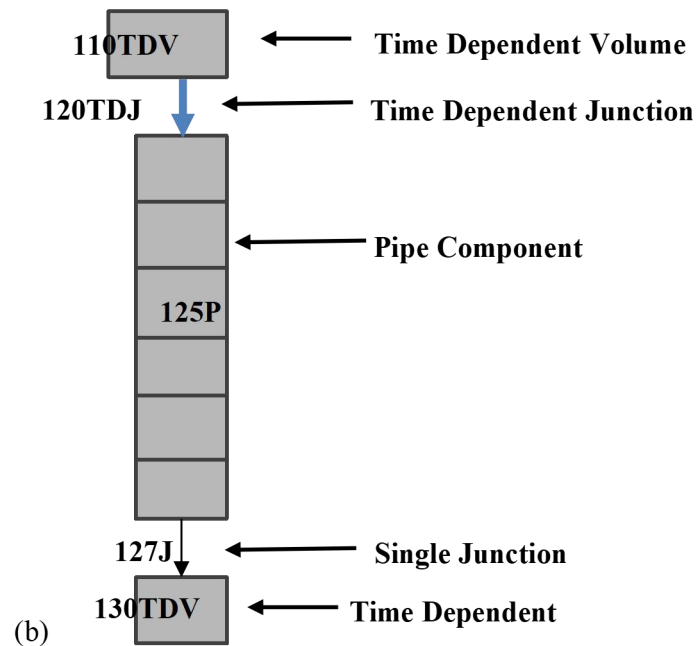 110TDV Time Dependent Volume
120TDJ Time Dependent Junction
Pipe Component
125P
127J Single Junction
130TDV Time Dependent
(b)